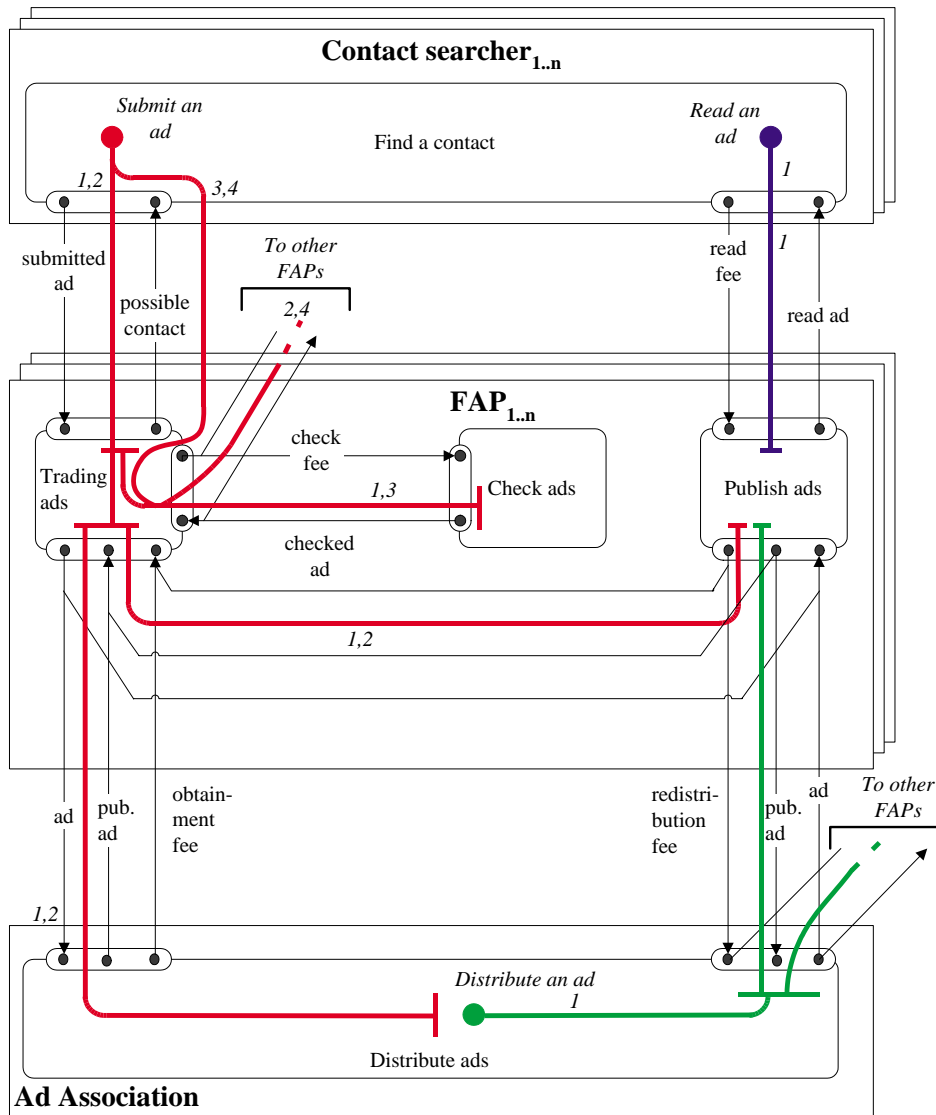 Contact searcher1..n
Submit an
ad
Read an
ad
Find a contact
1,2
3,4
1
submitted
ad
possible
contact
To other
FAPs
2,4
read
fee
1
read ad
FAP1..n
Trading
ads
check
fee
1,3
Check ads
checked
ad
Publish ads
1,2
ad
pub.
ad
obtain-
ment
fee
redistri-
bution
fee
pub.
ad
ad
To other
FAPs
1,2
Distribute an ad
1
Distribute ads
Ad Association